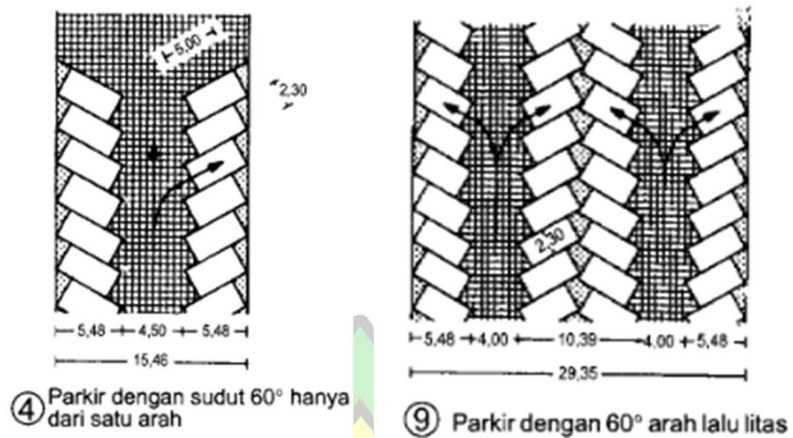 5,00
2,30
5,48 4,50 5,48
15,46
4 Parkir dengan sudut 60° hanya
dari satu arah
2,30
5,48 4,00 10,39 4,00 5,48
29,35
9 Parkir dengan 60° arah lalu litas